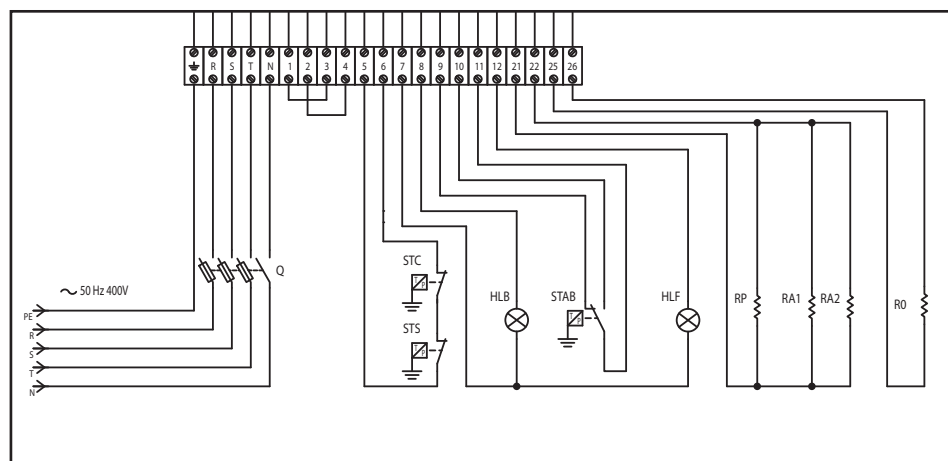 R S T N 1 2 3 4 5 6 7 8 9 10 11 12 21 22 25 26
Q
STC
T P
50 Hz 400V
HLB
STAB
T P
HLF
RP
RA1
RA2
R0
PE
R
STS
T P
S
T
N